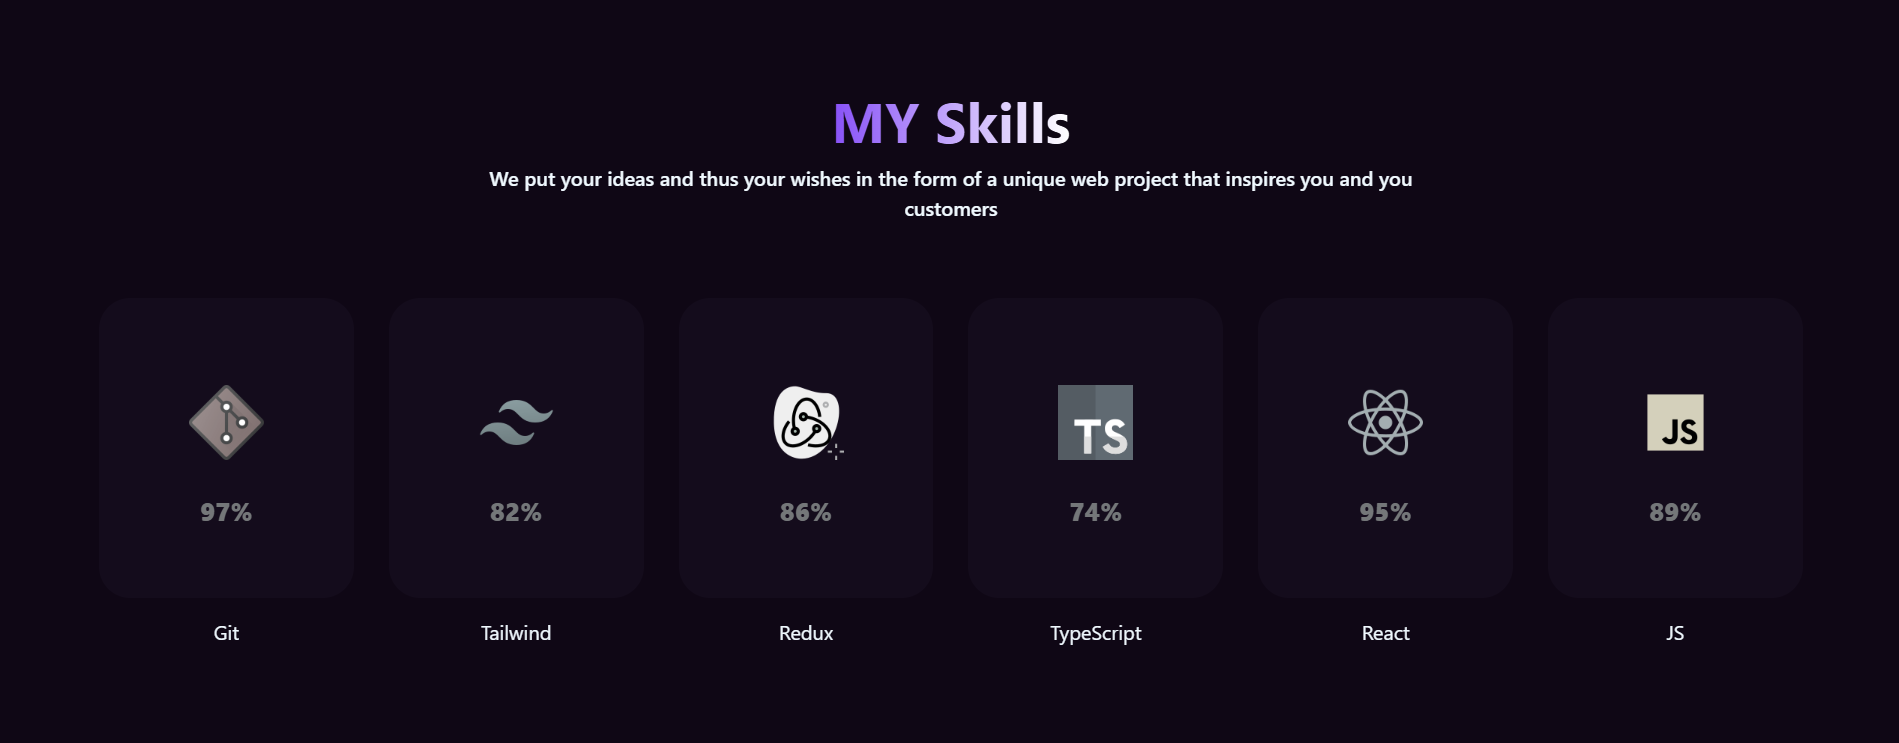 MY Skills
We put your ideas and thus your wishes in the form of a unique web project that inspires you and you
customers
TS
JS
97%
82%
86%
74%
95%
89%
Git
Tailwind
Redux
TypeScript
React
JS